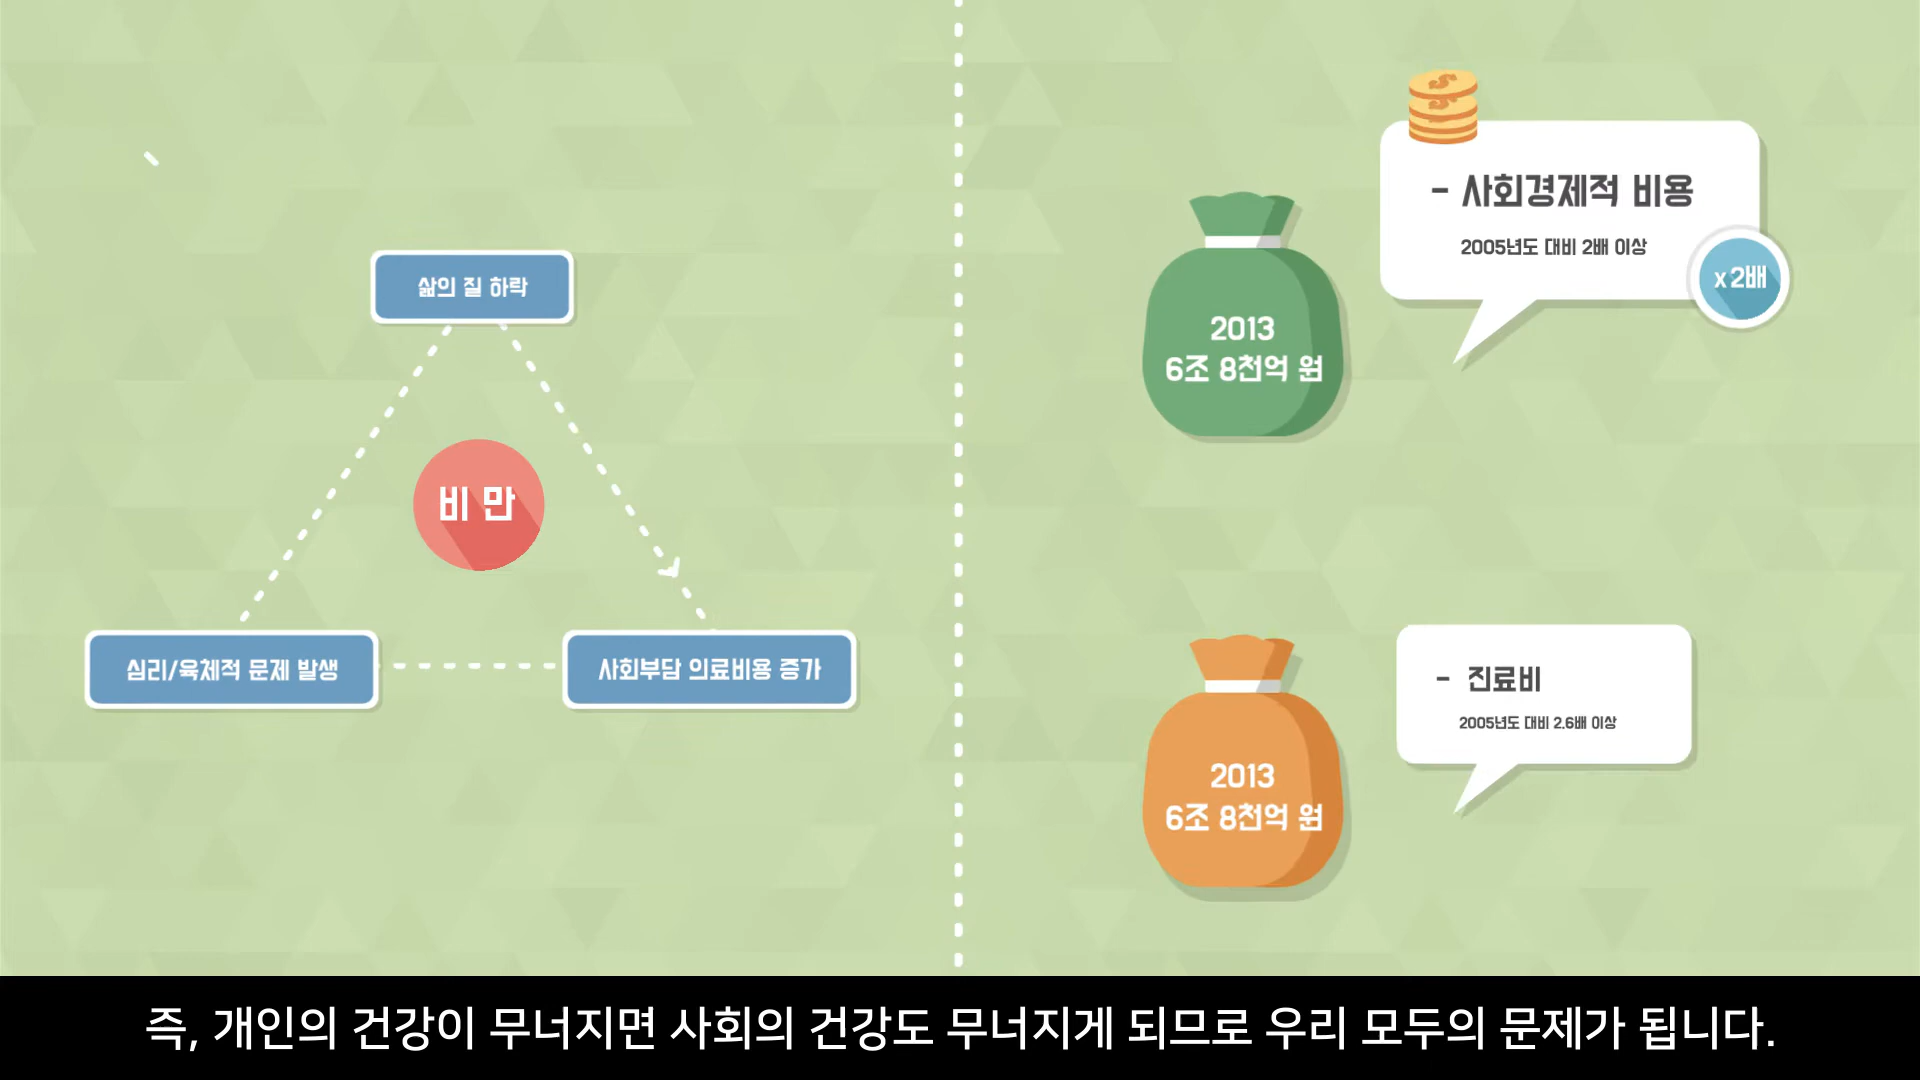 삶의 질 하락
비 만
심리/육체적 문제 발생
사회부담 의료비용 증가
- 사회경제적 비용
2005년도 대비 2배 이상
x 2배
2013
6조 8천억 원
- 진료비
2005년도 대비 2.6배 이상
2013
6조 8천억 원
즉, 개인의 건강이 무너지면 사회의 건강도 무너지게 되므로 우리 모두의 문제가 됩니다.